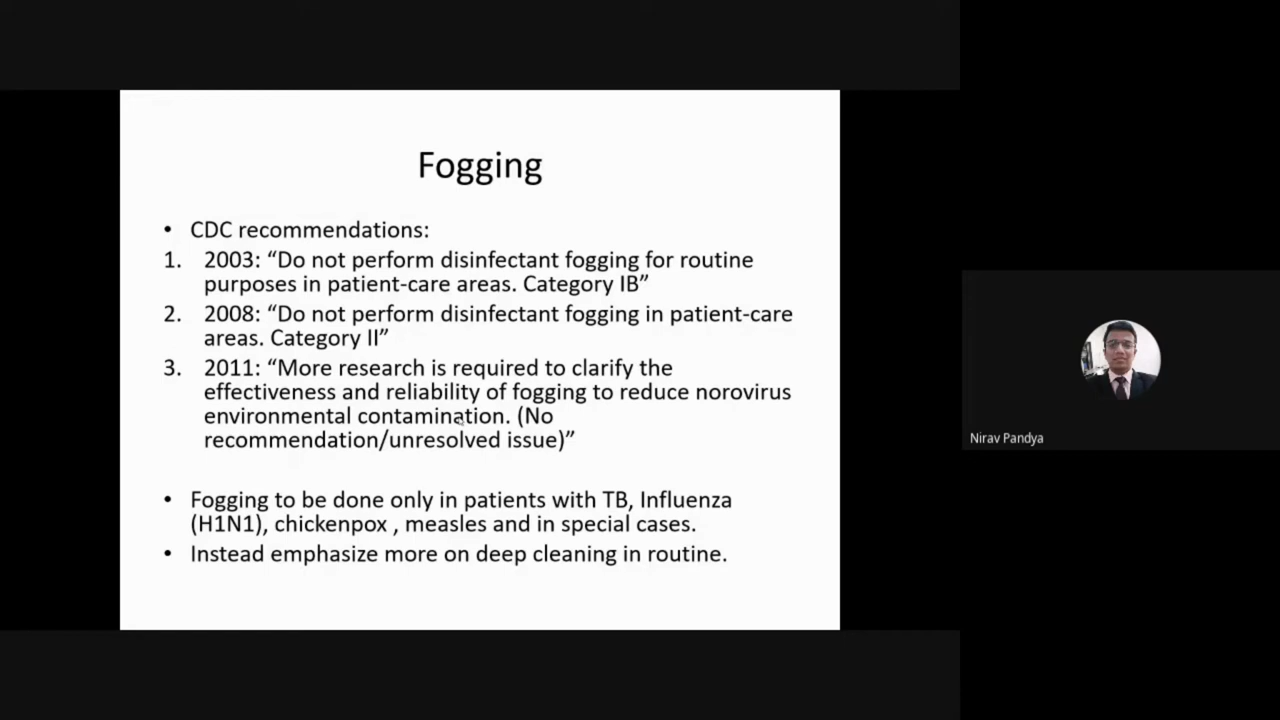 Fogging
• CDC recommendations:
1. 2003: “Do not perform disinfectant fogging for routine
purposes in patient-care areas. Category IB”
2. 2008: “Do not perform disinfectant fogging in patient-care
areas. Category II”
3. 2011: “More research is required to clarify the
effectiveness and reliability of fogging to reduce norovirus
environmental contamination. (No
recommendation/unresolved issue)”
• Fogging to be done only in patients with TB, Influenza
(H1N1), chickenpox , measles and in special cases.
• Instead emphasize more on deep cleaning in routine.
Nirav Pandya